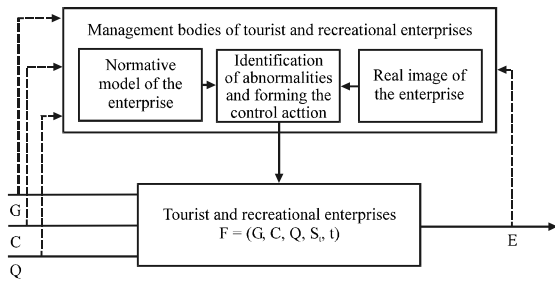 Management bodies of tourist and recreational enterprises
Normative
model of the
enterprise
Identification
of abnormalities
and forming the
control acttion
Real image of
the enterprise
Tourist and recreational enterprises
F = (G, C, Q, Sₜ, t)
G
C
Q
E